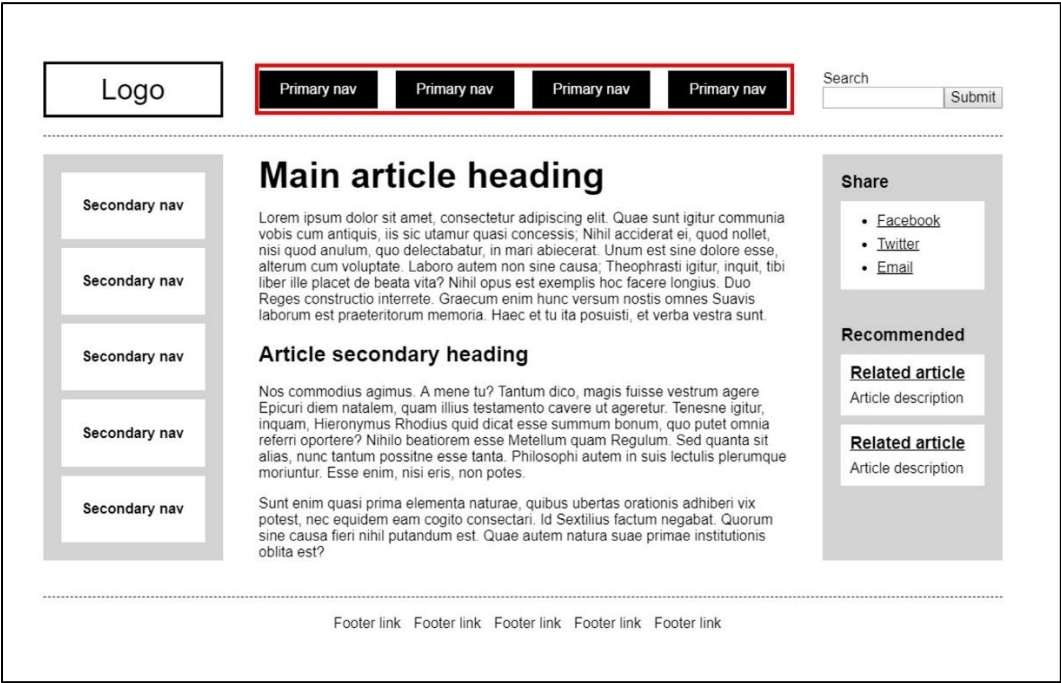 Logo
Primary nav
Primary nav
Primary nav
Primary nav
Search
Submit
Secondary nav
Secondary nav
Secondary nav
Secondary nav
Secondary nav
Main article heading
Lorem ipsum dolor sit amet, consectetur adipiscing elit. Quae sunt igitur communia
vobis cum antiquis, iis sic utamur quasi concessis; Nihil acciderat ei, quod nollet,
nisi quod anulum, quo delectabatur, in mari abiecerat. Unum est sine dolore esse,
alterum cum voluptate. Laboro autem non sine causa; Theophrasti igitur, inquit, tibi
liber ille placet de beata vita? Nihil opus est exemplis hoc facere longius. Duo
Reges constructio interrete. Graecum enim hunc versum nostis omnes Suavis
laborum est praeteritorum memoria. Haec et tu ita posuisti, et verba vestra sunt.
Article secondary heading
Nos commodius agimus. A mene tu? Tantum dico, magis fuisse vestrum agere
Epicuri diem natalem, quam illius testamento cavere ut ageretur. Tenesne igitur,
inquam, Hieronymus Rhodius quid dicat esse summum bonum, quo putet omnia
referri oportere? Nihilo beatiorem esse Metellum quam Regulum. Sed quanta sit
alias, nunc tantum possitne esse tanta. Philosophi autem in suis lectulis plerumque
moriuntur. Esse enim, nisi eris, non potes.
Sunt enim quasi prima elementa naturae, quibus ubertas orationis adhiberi vix
potest, nec equidem eam cogito consectari. Id Sextilius factum negabat. Quorum
sine causa fieri nihil putandum est. Quae autem natura suae primae institutionis
oblita est?
Share
Facebook
Twitter
Email
Recommended
Related article
Article description
Related article
Article description
Footer link
Footer link
Footer link
Footer link
Footer link